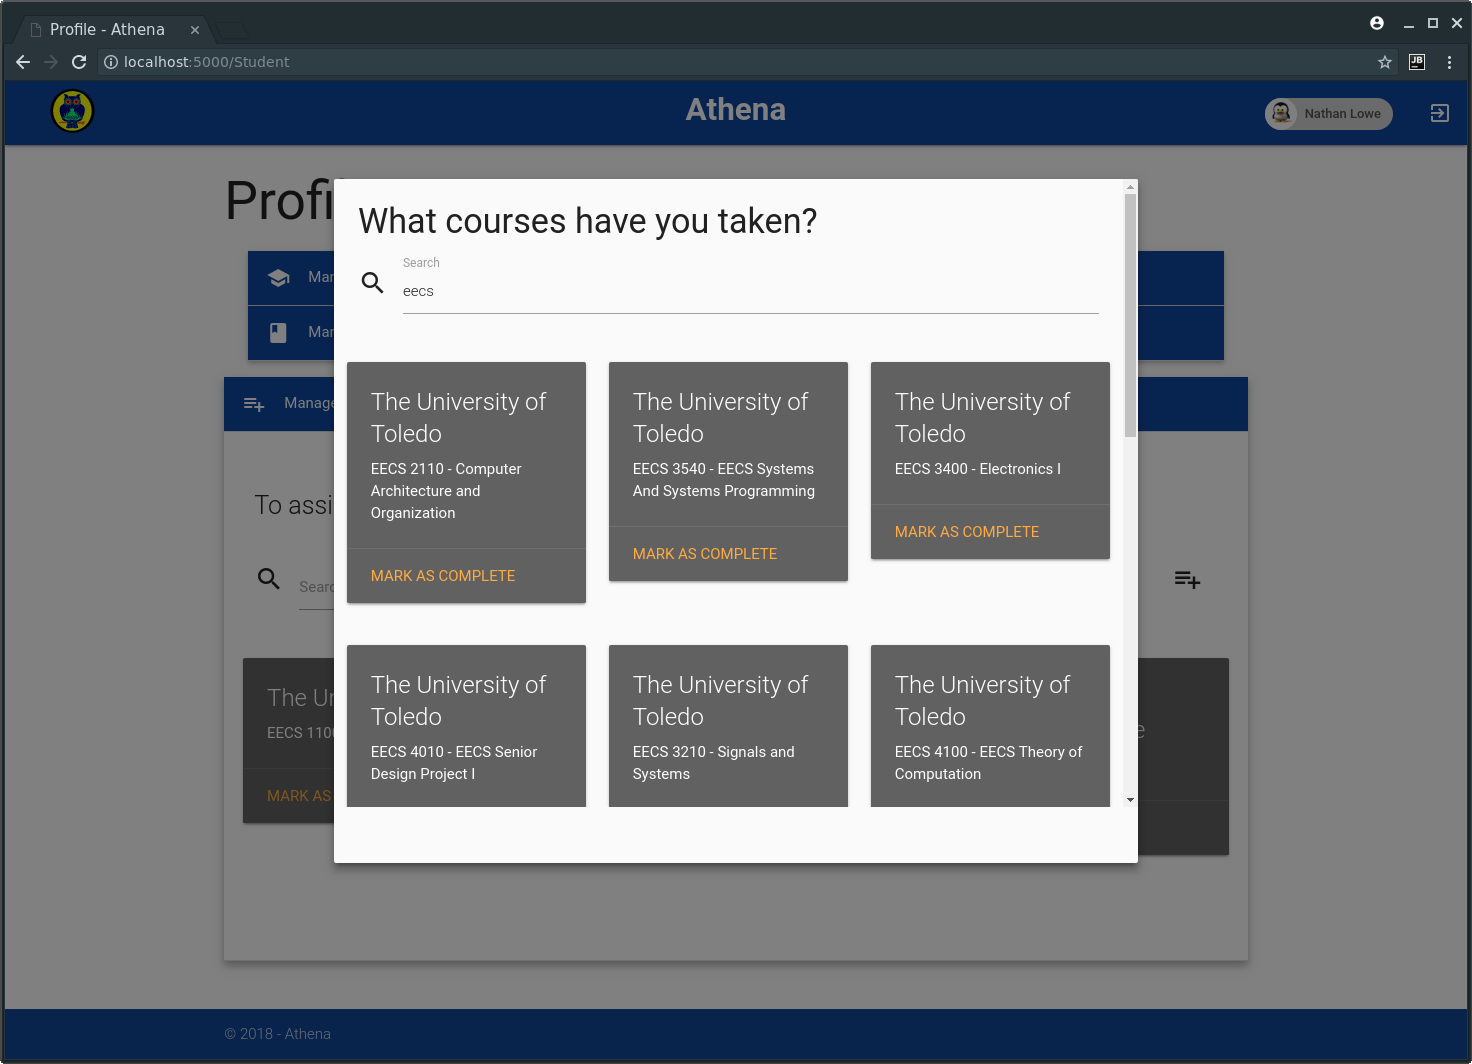 Profile - Athena
localhost:5000/Student
JB
Athena
Nathan Lowe
Profi
What courses have you taken?
Mar
Search
eecs
Mar
Manage
The University of
Toledo
EECS 2110 - Computer
Architecture and
Organization
MARK AS COMPLETE
The University of
Toledo
EECS 3540 - EECS Systems
And Systems Programming
MARK AS COMPLETE
The University of
Toledo
EECS 3400 - Electronics I
MARK AS COMPLETE
To assi
Searc
The University of
Toledo
EECS 4010 - EECS Senior
Design Project I
The University of
Toledo
EECS 3210 - Signals and
Systems
The University of
Toledo
EECS 4100 - EECS Theory of
Computation
The Ur
EECS 1100
MARK AS
e
© 2018 - Athena